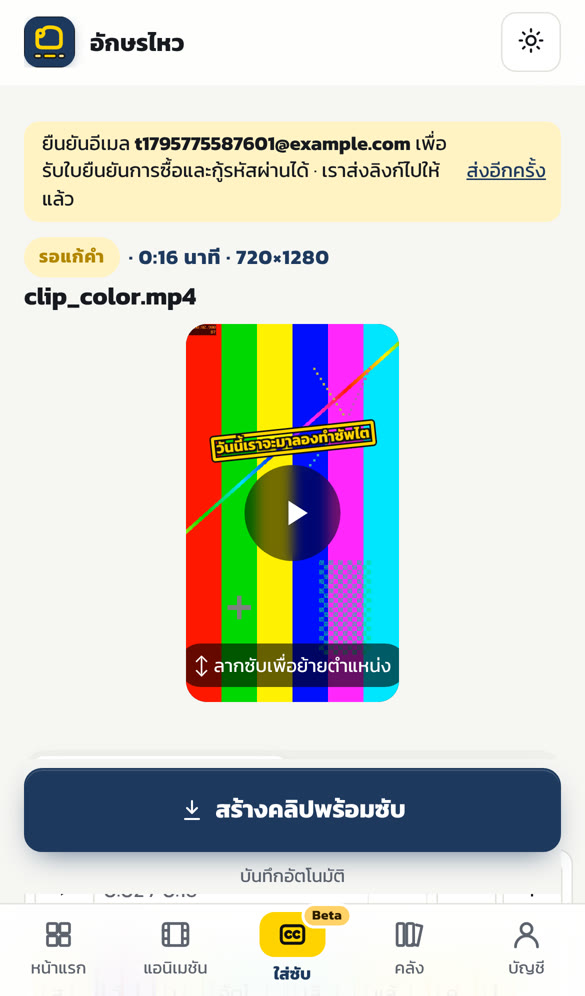 อักษรไหว
ยืนยันอีเมล t1795775587601@example.com เพื่อ
รับใบยืนยันการซื้อและกู้รหัสผ่านได้ · เราส่งลิงก์ไปให้
แล้ว
ส่งอีกครั้ง
รอแก้คำ · 0:16 นาที · 720×1280
clip_color.mp4
วันนี้เราจะมาลองทำซัพไต
ลากซับเพื่อย้ายตำแหน่ง
สร้างคลิปพร้อมซับ
บันทึกอัตโนมัติ
Beta
CC
หน้าแรก แอนิเมชัน ใส่ซับ คลัง บัญชี